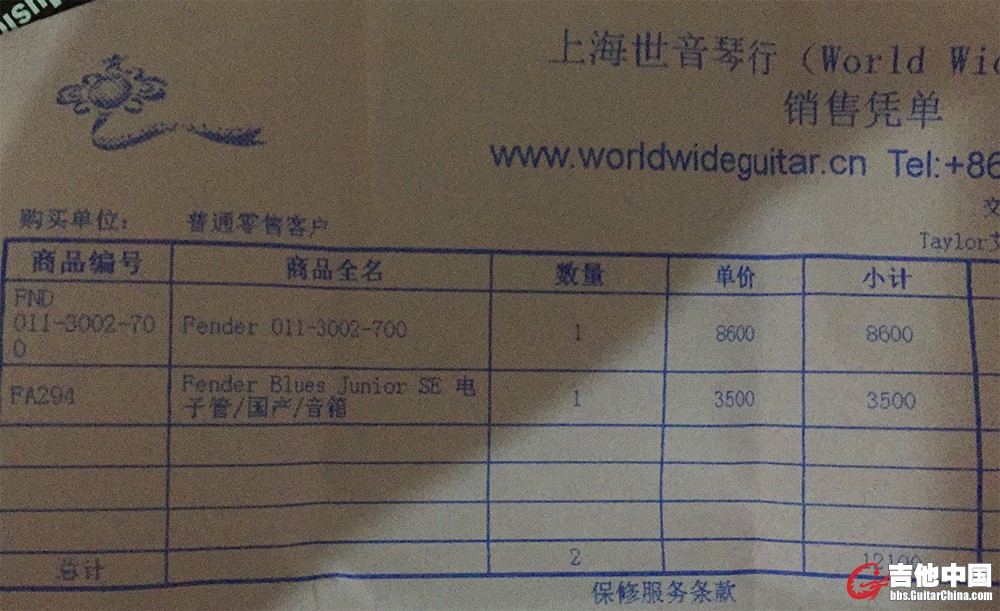 上海世音琴行（World Wi
销售凭单
www.worldwideguitar.cn Tel:+86
购买单位： 普通零售客户
Taylor
商品编号 商品全名 数量 单价 小计
FND
011-3002-70
0
Fender 011-3002-700 1 8600 8600
FA294
Fender Blues Junior SE 电
子管/国产/音箱
1 3500 3500
总计 2 12100
保修服务条款
吉他中国
bbs.GuitarChina.com